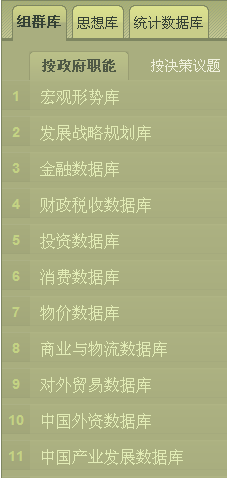 组群库 思想库 统计数据库
按政府职能 按决策议题
1 宏观形势库
2 发展战略规划库
3 金融数据库
4 财政税收数据库
5 投资数据库
6 消费数据库
7 物价数据库
8 商业与物流数据库
9 对外贸易数据库
10 中国外资数据库
11 中国产业发展数据库